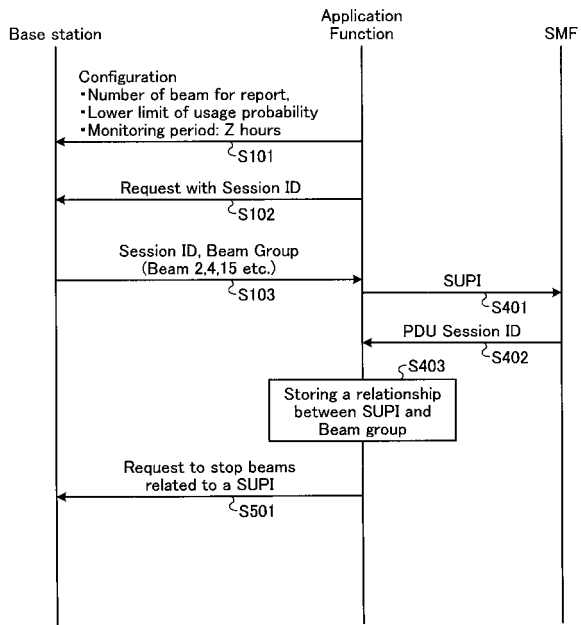 Base station
Application
Function
SMF
Configuration
・Number of beam for report,
・Lower limit of usage probability
・Monitoring period: Z hours
S101
Request with Session ID
S102
Session ID, Beam Group
(Beam 2,4,15 etc.)
S103
SUPI
S401
PDU Session ID
S402
S403
Storing a relationship
between SUPI and
Beam group
Request to stop beams
related to a SUPI
S501